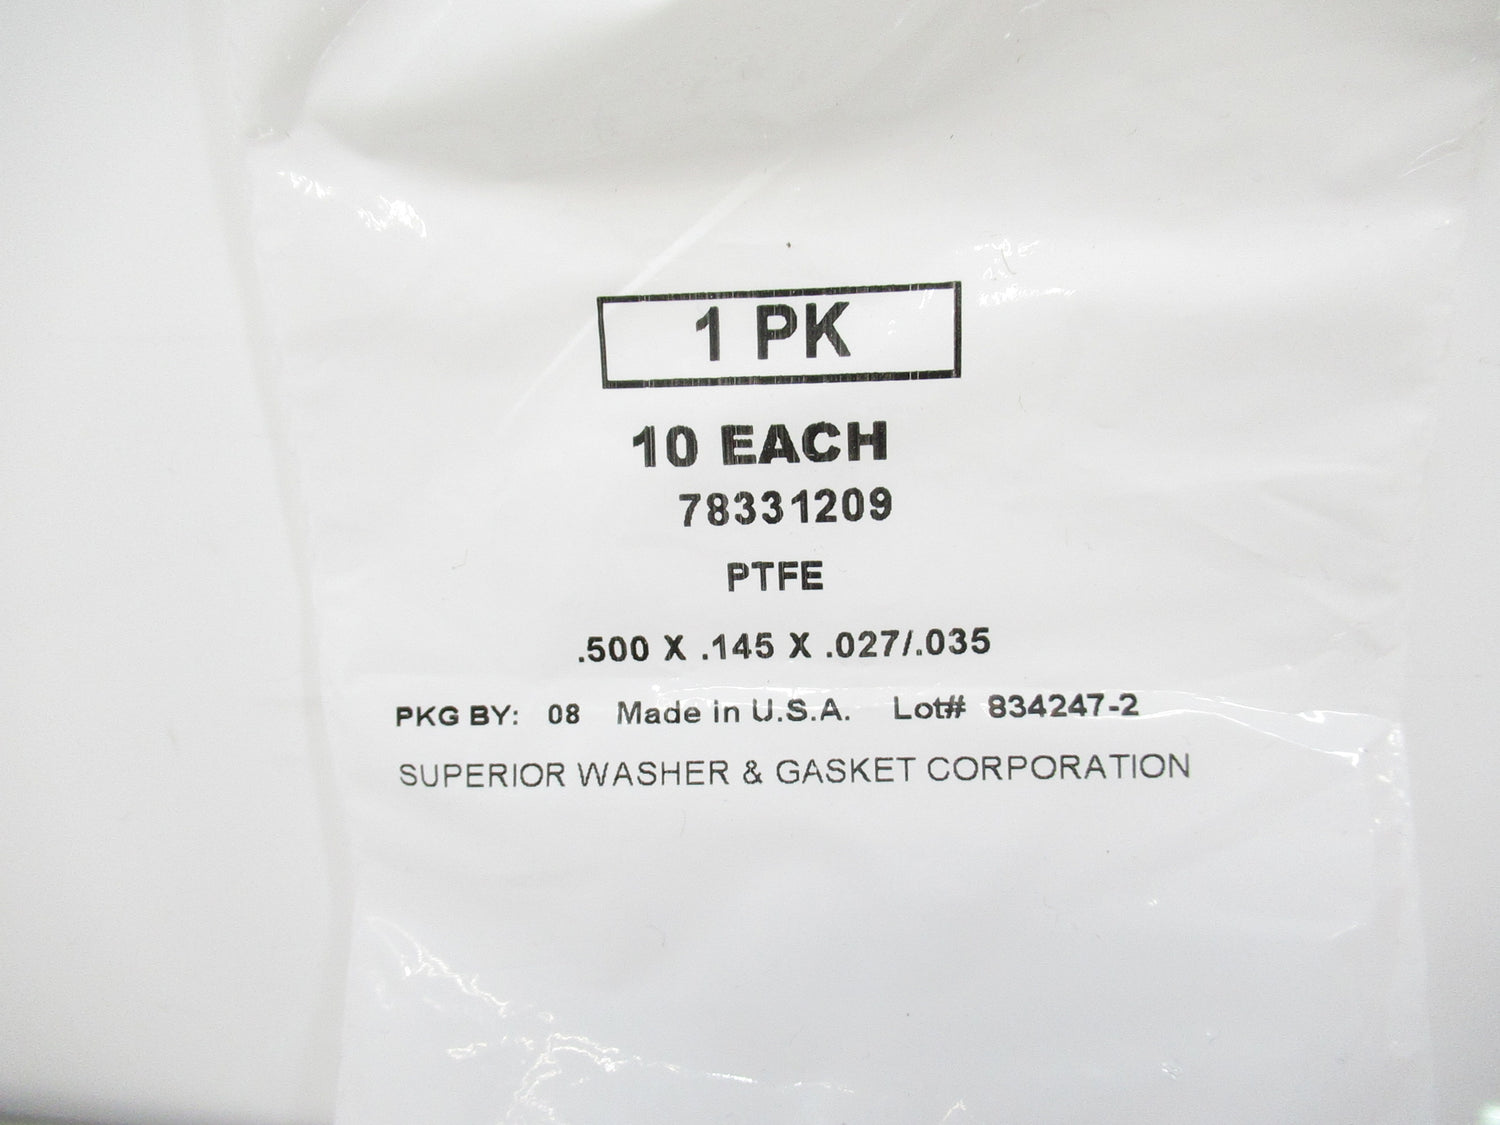 1 PK
10 EACH
78331209
PTFE
.500 X .145 X .027/.035
PKG BY: 08 Made in U.S.A. Lot# 834247-2
SUPERIOR WASHER & GASKET CORPORATION